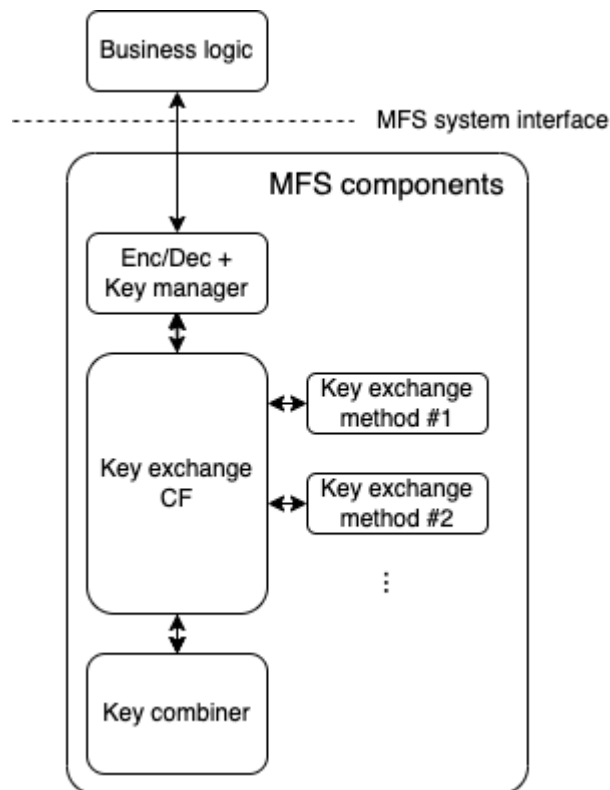 Business logic
MFS system interface
MFS components
Enc/Dec +
Key manager
Key exchange
method #1
Key exchange
CF
Key exchange
method #2
...
Key combiner